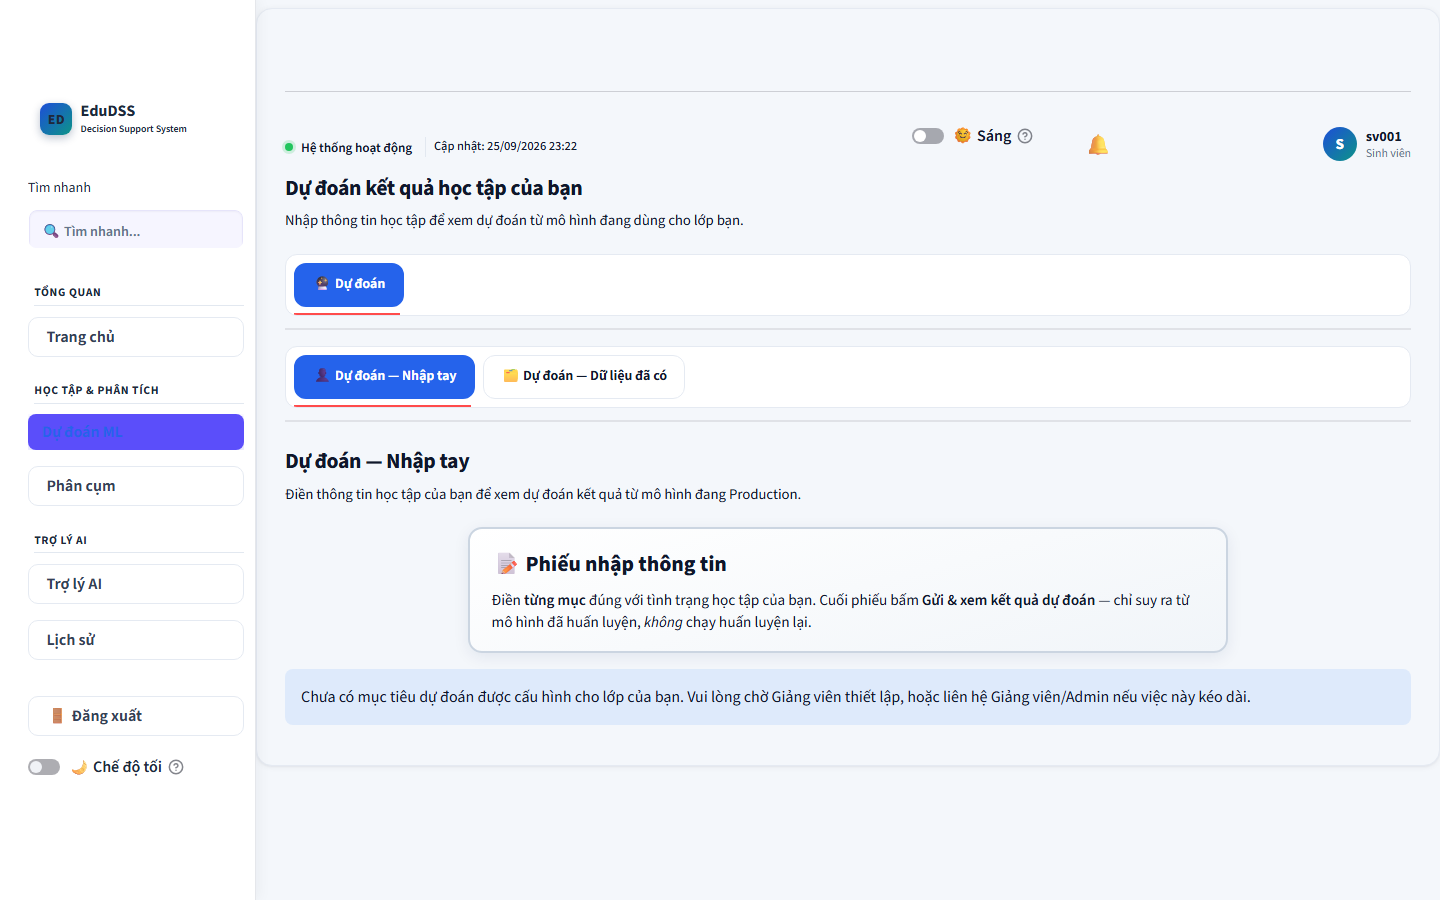 ED
EduDSS
Decision Support System
Tìm nhanh
Tìm nhanh...
TỔNG QUAN
Trang chủ
HỌC TẬP & PHÂN TÍCH
Dự đoán ML
Phân cụm
TRỢ LÝ AI
Trợ lý AI
Lịch sử
Đăng xuất
Chế độ tối
Hệ thống hoạt động
Cập nhật: 25/09/2026 23:22
Sáng
S
sv001
Sinh viên
Dự đoán kết quả học tập của bạn
Nhập thông tin học tập để xem dự đoán từ mô hình đang dùng cho lớp bạn.
Dự đoán
Dự đoán — Nhập tay
Dự đoán — Dữ liệu đã có
Dự đoán — Nhập tay
Điền thông tin học tập của bạn để xem dự đoán kết quả từ mô hình đang Production.
Phiếu nhập thông tin
Điền từng mục đúng với tình trạng học tập của bạn. Cuối phiếu bấm Gửi & xem kết quả dự đoán — chỉ suy ra từ
mô hình đã huấn luyện, không chạy huấn luyện lại.
Chưa có mục tiêu dự đoán được cấu hình cho lớp của bạn. Vui lòng chờ Giảng viên thiết lập, hoặc liên hệ Giảng viên/Admin nếu việc này kéo dài.